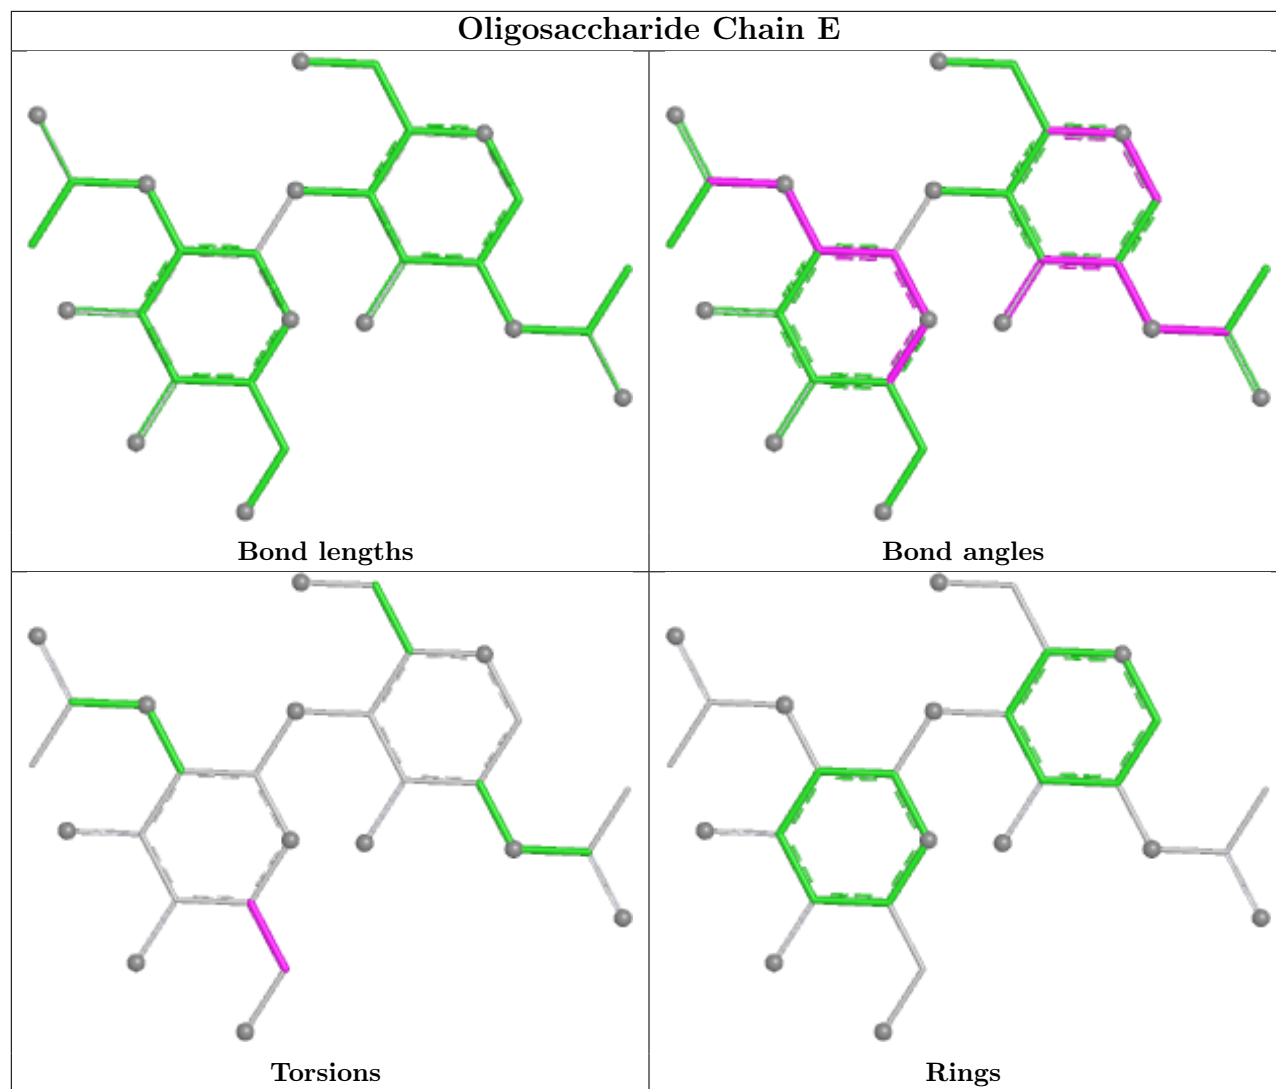 Oligosaccharide Chain E
Bond lengths
Bond angles
Torsions
Rings